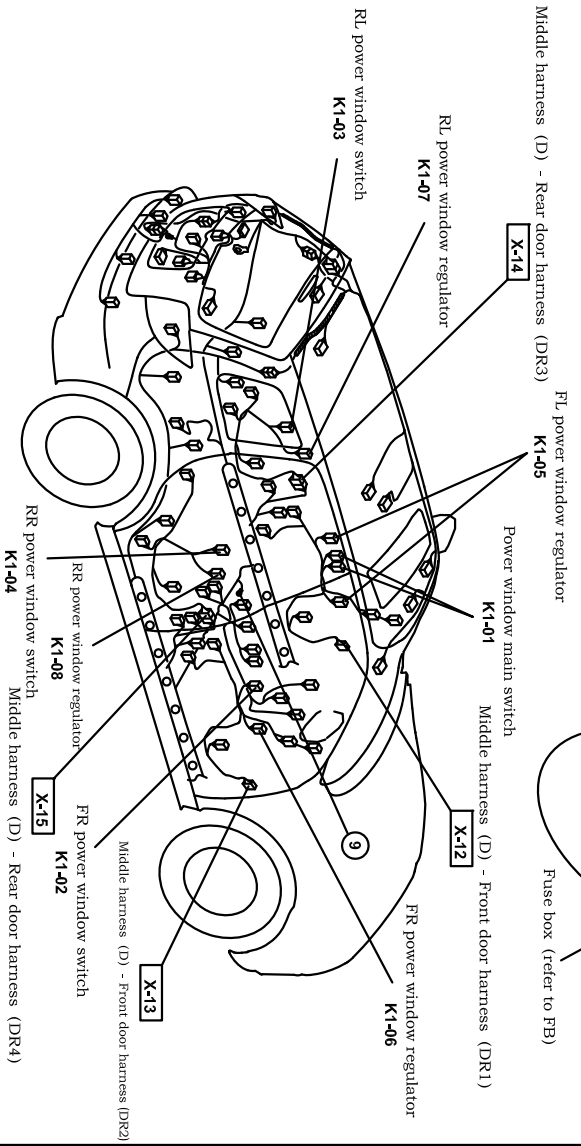 Middle harness (D) - Rear door harness (DR3)
X-14
RL power window switch
K1-03
RL power window regulator
K1-07
FL power window regulator
K1-05
Power window main switch
K1-01
Middle harness (D) - Front door harness (DR1)
X-12
Fuse box (refer to FB)
9
FR power window regulator
K1-06
RR power window switch
K1-04
RR power window regulator
K1-08
Middle harness (D) - Rear door harness (DR4)
X-15
FR power window switch
K1-02
Middle harness (D) - Front door harness (DR2)
X-13